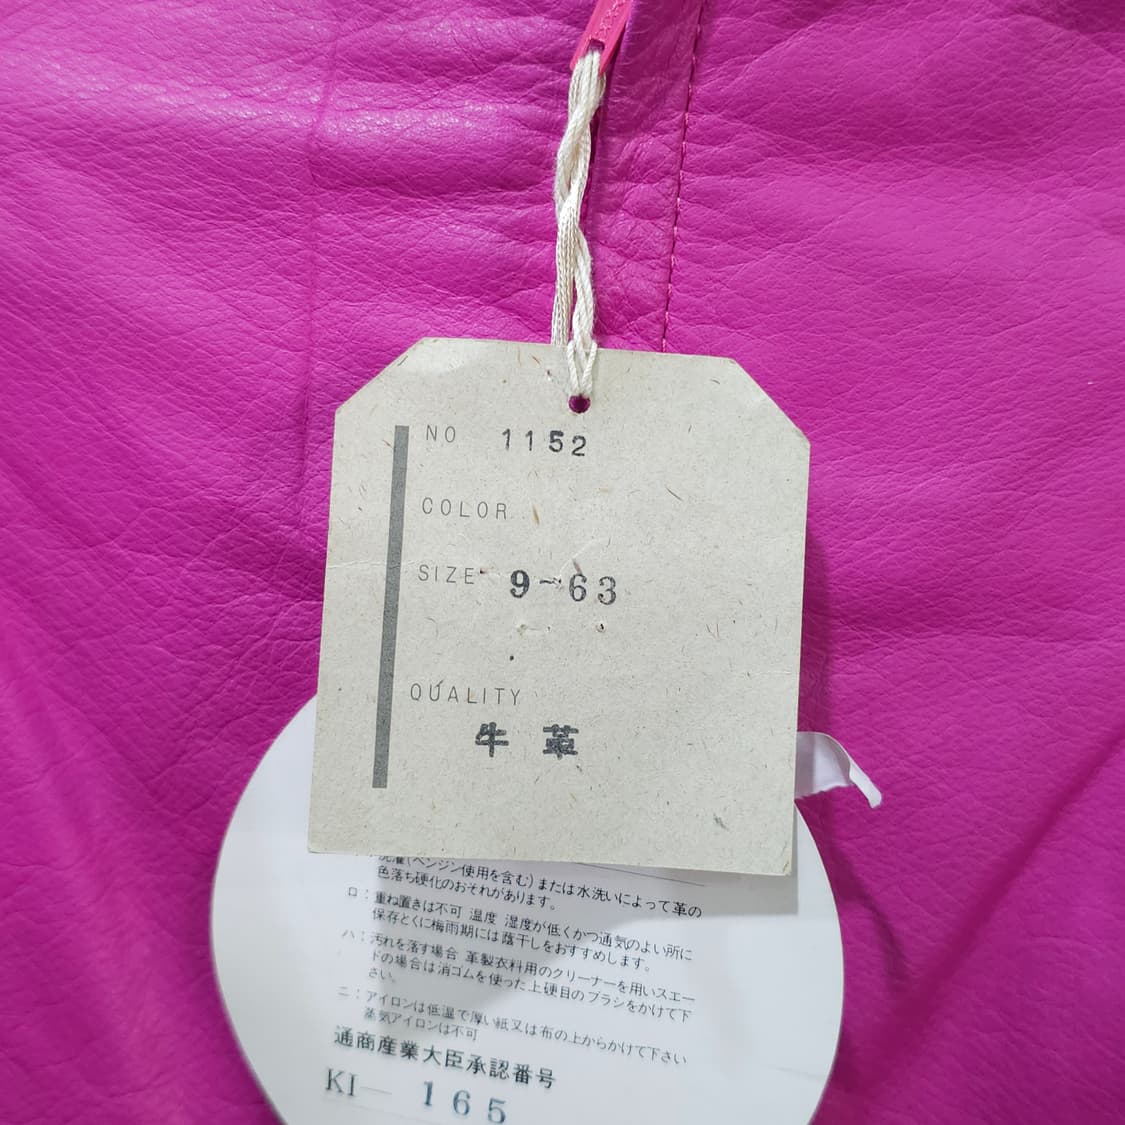 NO 1152
COLOR
SIZE 9-63
QUALITY
牛革
洗濯(ベンジン使用を含む)または水洗いによって革の
色落ち硬化のおそれがあります。
ロ:重ね置きは不可 温度 湿度が低くかつ通気のよい所に
保存とくに梅雨期には蔭干しをおすすめします。
ハ:汚れを落す場合 革製衣料用のクリーナーを用いスエー
ドの場合は消ゴムを使った上硬目のブラシをかけて下
さい。
ニ:アイロンは低温で厚い紙又は布の上からかけて下さい
蒸気アイロンは不可
通商産業大臣承認番号
KI— 165